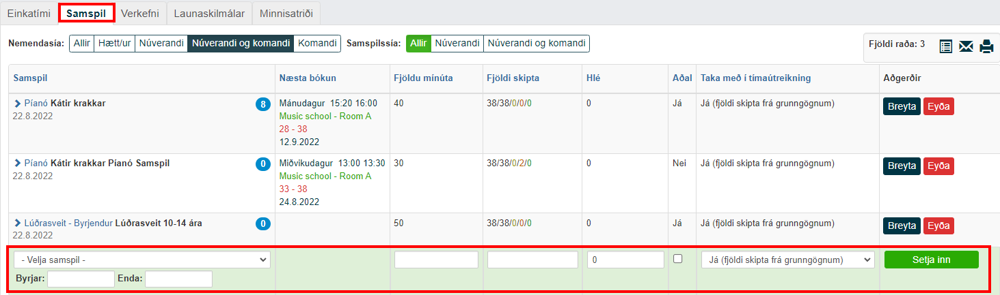 Einkatími Samspil Verkefni Launaskilmálar Minnisatriði
Nemendasía: Allir Hætt/ur Núverandi Núverandi og komandi Komandi Samspilssía: Allir Núverandi Núverandi og komandi Fjöldi raða: 3
Samspil Næsta bókun Fjöldu mínúta Fjöldi skipta Hlé Aðal Taka með í tímaútreikning Aðgerðir
Píanó Kátir krakkar 8 Mánudagur 15:20 16:00 40 38/38/0/0/0 0 Já Já (fjöldi skipta frá grunngögnum) Breyta Eyða
22.8.2022 Music school - Room A
28 - 38
12.9.2022
Píanó Kátir krakkar Píanó Samspil 0 Miðvikudagur 13:00 13:30 30 38/38/0/2/0 0 Nei Já (fjöldi skipta frá grunngögnum) Breyta Eyða
22.8.2022 Music school - Room A
33 - 38
24.8.2022
Lúðrasveit - Byrjendur Lúðrasveit 10-14 ára 0 50 38/38/0/0/0 0 Já Já (fjöldi skipta frá grunngögnum) Breyta Eyða
22.8.2022
- Velja samspil - 0 Já (fjöldi skipta frá grunngögnum) Setja inn
Byrjar: Enda: